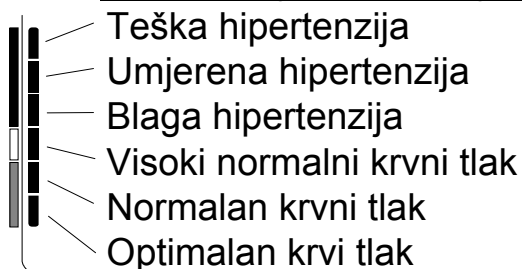 Teška hipertenzija
Umjerena hipertenzija
Blaga hipertenzija
Visoki normalni krvni tlak
Normalan krvni tlak
Optimalan krvi tlak